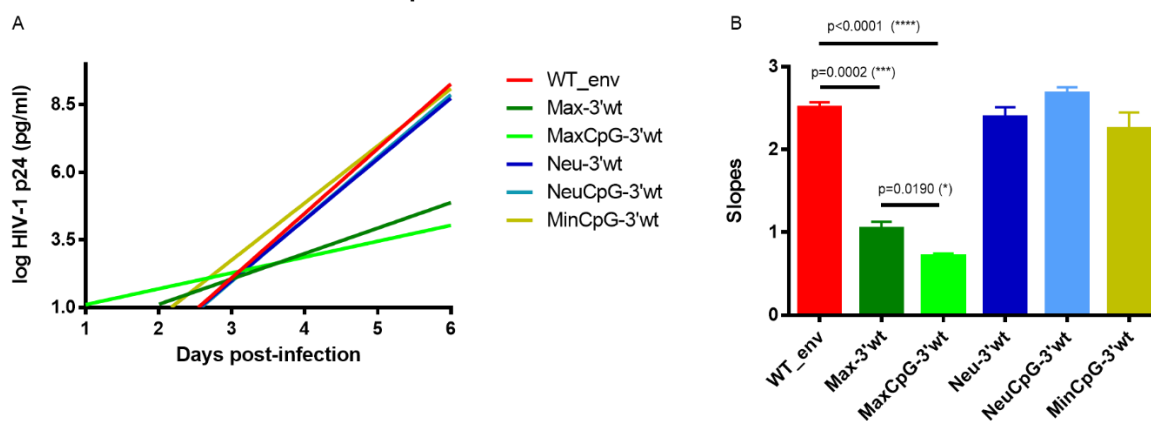 A
log HIV-1 p24 (pg/ml)
8.5
6.0
3.5
1.0
1 2 3 4 5 6
Days post-infection
WT_env
Max-3'wt
MaxCpG-3'wt
Neu-3'wt
NeuCpG-3'wt
MinCpG-3'wt
B
p<0.0001 (****)
p=0.0002 (***)
p=0.0190 (*)
Slopes
3
2
1
0
WT_env
Max-3'wt
MaxCpG-3'wt
Neu-3'wt
NeuCpG-3'wt
MinCpG-3'wt